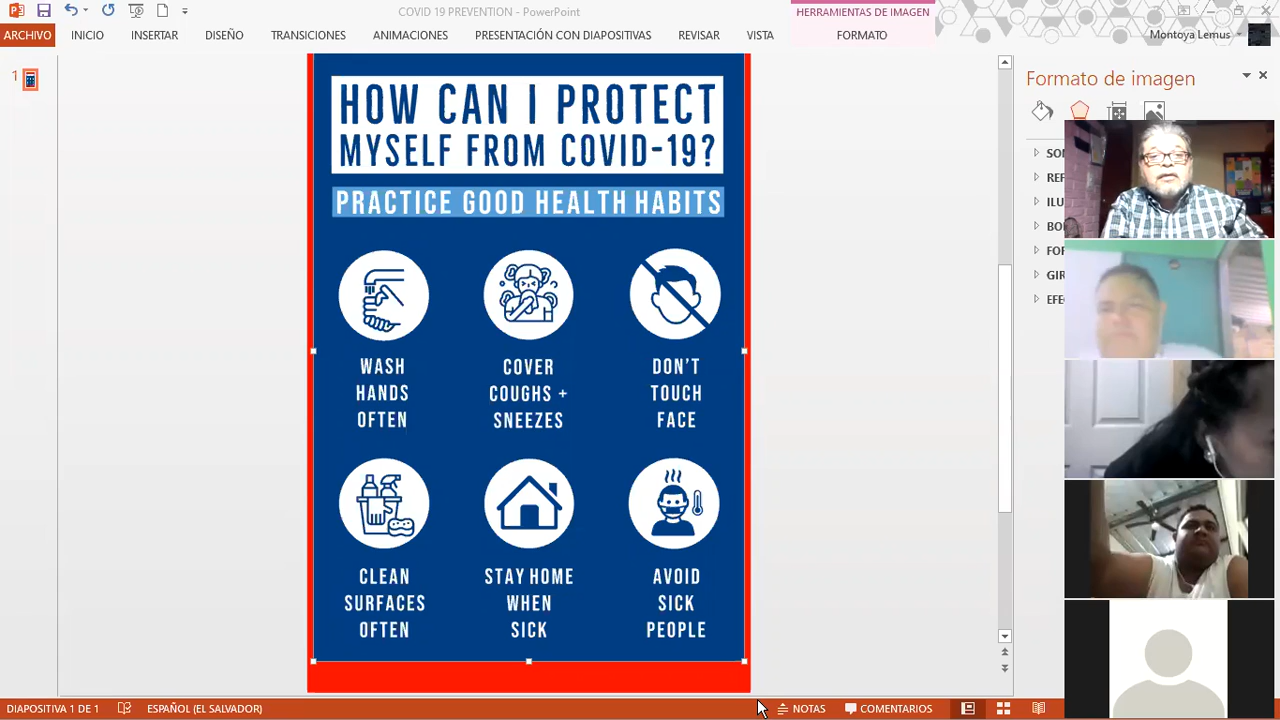 COVID 19 PREVENTION - PowerPoint
HERRAMIENTAS DE IMAGEN
ARCHIVO INICIO INSERTAR DISEÑO TRANSICIONES ANIMACIONES PRESENTACIÓN CON DIAPOSITIVAS REVISAR VISTA FORMATO Montoya Lemus
1
HOW CAN I PROTECT
MYSELF FROM COVID-19?
PRACTICE GOOD HEALTH HABITS
WASH
HANDS
OFTEN
COVER
COUGHS +
SNEEZES
DON'T
TOUCH
FACE
CLEAN
SURFACES
OFTEN
STAY HOME
WHEN
SICK
AVOID
SICK
PEOPLE
Formato de imagen
DIAPOSITIVA 1 DE 1 ESPAÑOL (EL SALVADOR) NOTAS COMENTARIOS